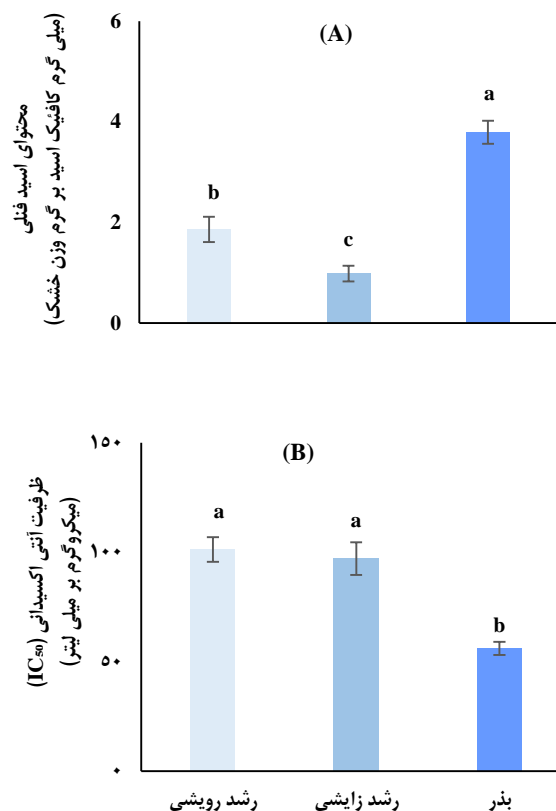 (A)
محتوای اسید فنلی
(میلی گرم کافئیک اسید بر گرم وزن خشک)
6
4
2
0
b
c
a
(B)
ظرفیت آنتی اکسیدانی (IC50)
(میکروگرم بر میلی لیتر)
۱۵۰
۱۰۰
۵۰
۰
a
a
b
رشد رویشی
رشد زایشی
بذر